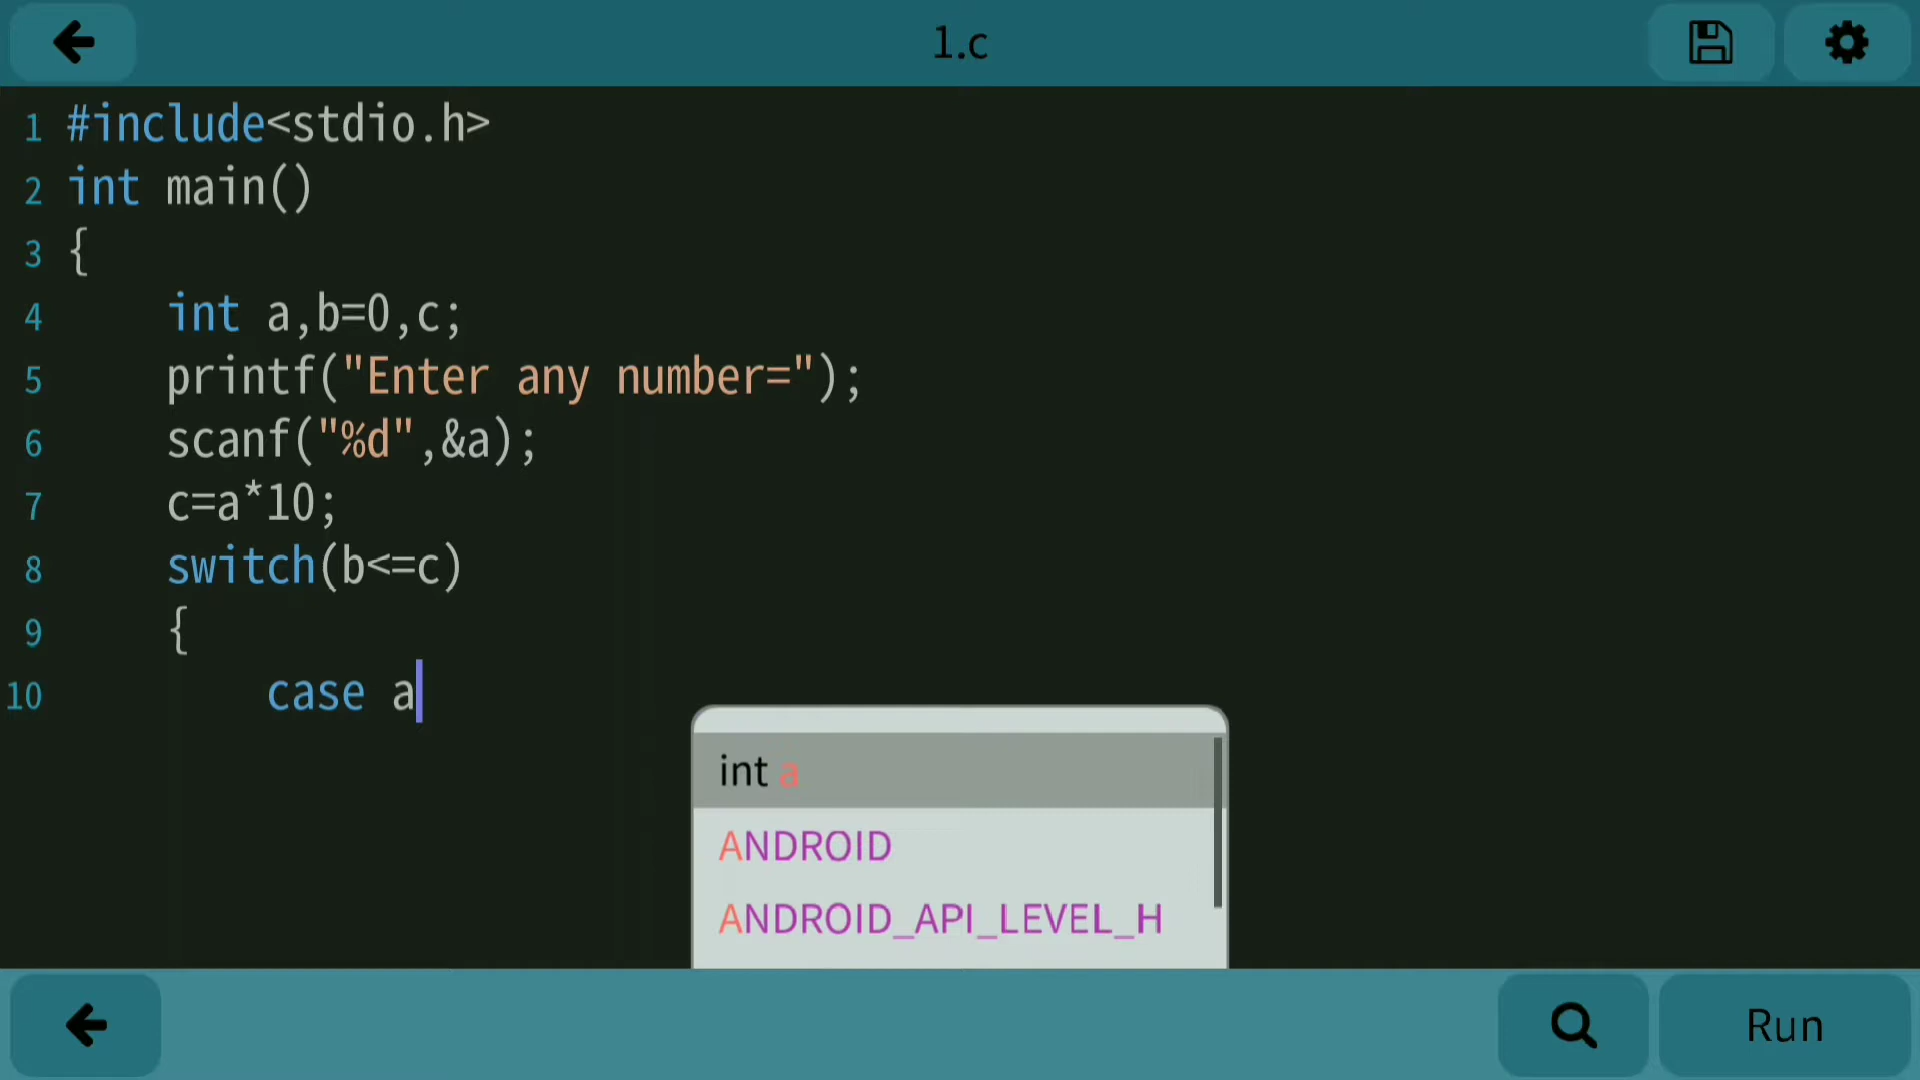 1.c
1 #include<stdio.h>
2 int main()
3 {
4 int a,b=0,c;
5 printf("Enter any number=");
6 scanf("%d",&a);
7 c=a*10;
8 switch(b<=c)
9 {
10 case a
int a
ANDROID
ANDROID_API_LEVEL_H
Run